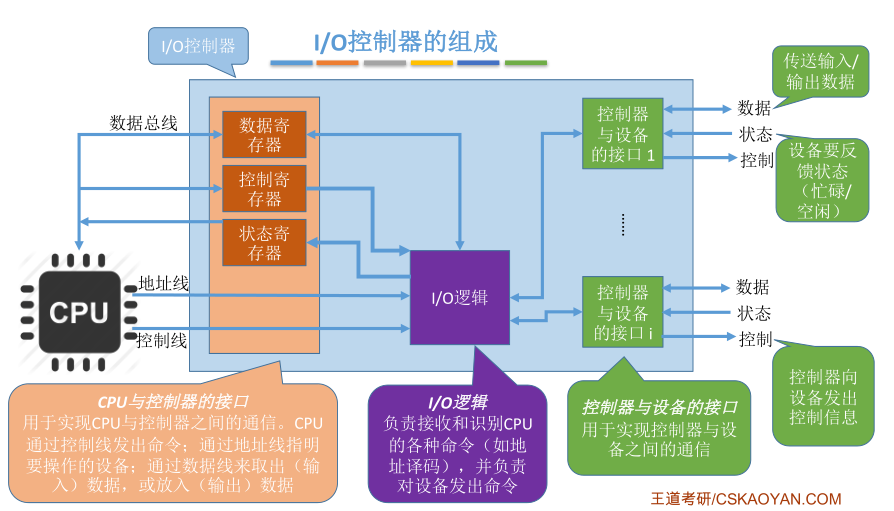 I/O控制器的组成
I/O控制器
传送输入/
输出数据
数据总线
数据寄
存器
控制寄
存器
状态寄
存器
控制器
与设备
的接口 1
数据
状态
控制
设备要反
馈状态
（忙碌/
空闲）
......
CPU
地址线
控制线
I/O逻辑
控制器
与设备
的接口 i
数据
状态
控制
CPU与控制器的接口
用于实现CPU与控制器之间的通信。CPU
通过控制线发出命令；通过地址线指明
要操作的设备；通过数据线来取出（输
入）数据，或放入（输出）数据
I/O逻辑
负责接收和识别CPU
的各种命令（如地
址译码），并负责
对设备发出命令
控制器与设备的接口
用于实现控制器与设
备之间的通信
控制器向
设备发出
控制信息
王道考研/CSKAOYAN.COM